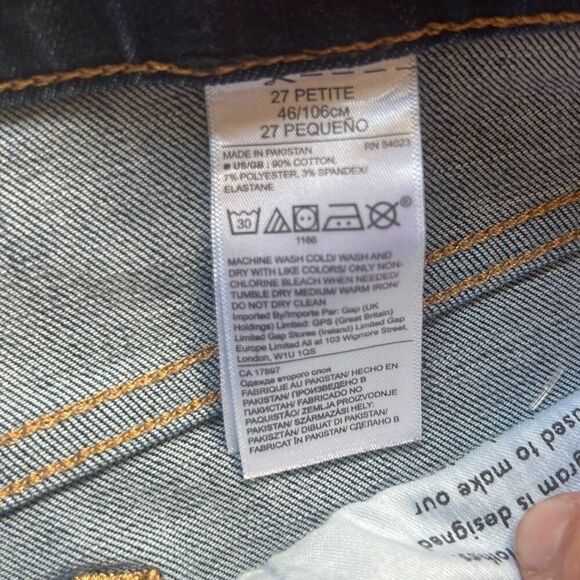 27 PETITE
46/106CM
27 PEQUEÑO
MADE IN PAKISTAN RN 54023
US/GB : 90% COTTON,
7% POLYESTER, 3% SPANDEX/
ELASTANE
30
®
1166
MACHINE WASH COLD/ WASH AND
DRY WITH LIKE COLORS/ ONLY NON-
CHLORINE BLEACH WHEN NEEDED/
TUMBLE DRY MEDIUM/ WARM IRON/
DO NOT DRY CLEAN
Imported By/Importe Par: Gap (UK
Holdings) Limited: GPS (Great Britain)
Limited Gap Stores (Ireland) Limited Gap
Europe Limited All at 103 Wigmore Street,
London, W1U 1QS
CA 17897
Одежда второго слоя
FABRIQUE AU PAKISTAN/ HECHO EN
PAKISTAN/ ПРОИЗВЕДЕНО В
ПАКИСТАН/ FABRICADO NO
PAQUISTÃO/ ZEMLJA PROIZVODNJE
PAKISTAN/ SZÁRMAZÁSI HELY:
PAKISZTÁN/ DIBUAT DI PAKISTAN/
FABRICAT ÎN PAKISTAN/ СДЕЛАНО В
used to make our
gram is designed